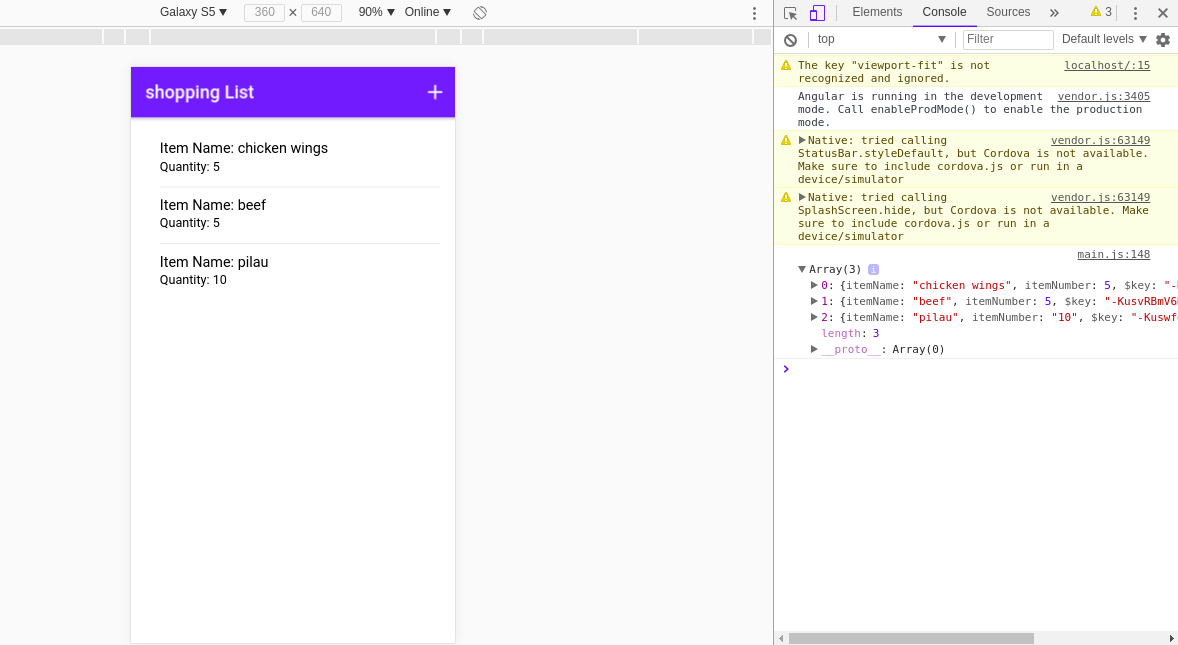 Galaxy S5 ▼ 360 × 640 90% ▼ Online ▼
Elements Console Sources » 3
top ▼ Filter Default levels ▼
shopping List +
Item Name: chicken wings
Quantity: 5
Item Name: beef
Quantity: 5
Item Name: pilau
Quantity: 10
The key "viewport-fit" is not localhost/:15
recognized and ignored.
Angular is running in the development vendor.js:3405
mode. Call enableProdMode() to enable the production
mode.
▶Native: tried calling vendor.js:63149
StatusBar.styleDefault, but Cordova is not available.
Make sure to include cordova.js or run in a
device/simulator
▶Native: tried calling vendor.js:63149
SplashScreen.hide, but Cordova is not available. Make
sure to include cordova.js or run in a
device/simulator
main.js:148
▼Array(3) i
▶0: {itemName: "chicken wings", itemNumber: 5, $key: "-
▶1: {itemName: "beef", itemNumber: 5, $key: "-KusvRBmV6
▶2: {itemName: "pilau", itemNumber: "10", $key: "-Kuswf
length: 3
▶__proto__: Array(0)
>